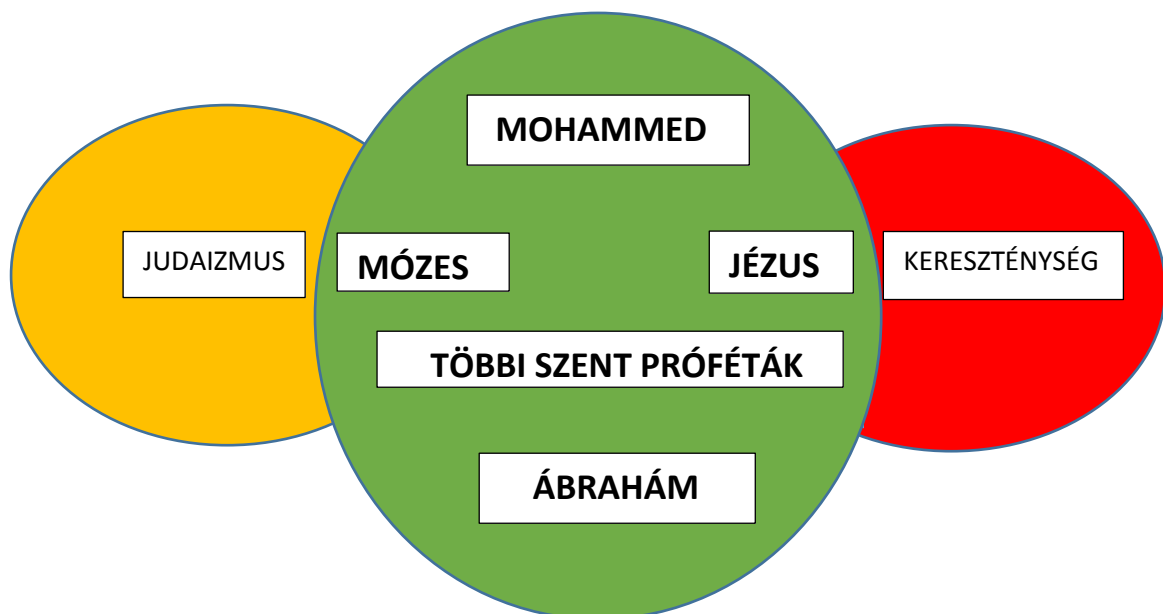 MOHAMMED
JUDAIZMUS
MÓZES
JÉZUS
KERESZTÉNYSÉG
TÖBBI SZENT PRÓFÉTÁK
ÁBRAHÁM